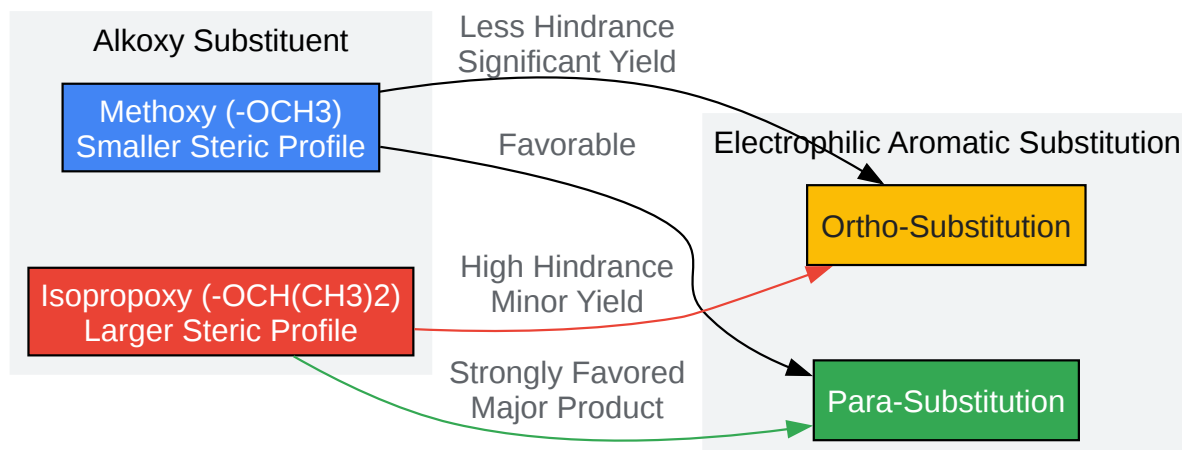 Alkoxy Substituent
Methoxy (-OCH3)
Smaller Steric Profile
Isopropoxy (-OCH(CH3)2)
Larger Steric Profile
Less Hindrance
Significant Yield
Favorable
High Hindrance
Minor Yield
Strongly Favored
Major Product
Electrophilic Aromatic Substitution
Ortho-Substitution
Para-Substitution